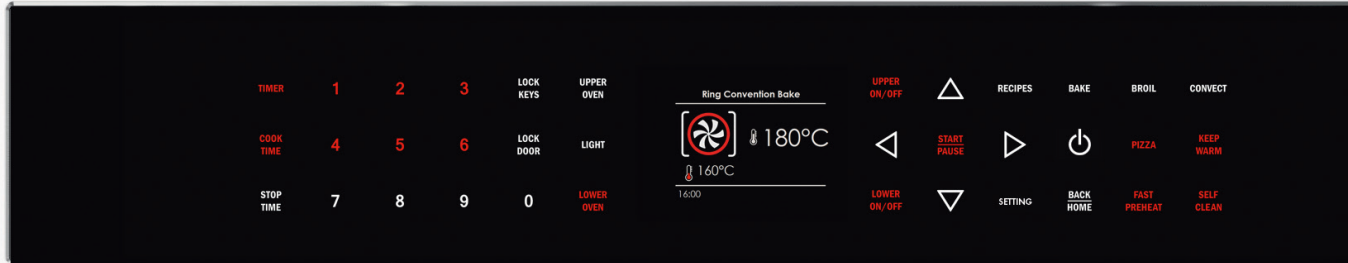 TIMER
1
2
3
LOCK
KEYS
UPPER
OVEN
COOK
TIME
4
5
6
LOCK
DOOR
LIGHT
STOP
TIME
7
8
9
0
LOWER
OVEN
Ring Convention Bake
180°C
160°C
16:00
UPPER
ON/OFF
RECIPES
BAKE
BROIL
CONVECT
START
PAUSE
PIZZA
KEEP
WARM
LOWER
ON/OFF
SETTING
BACK
HOME
FAST
PREHEAT
SELF
CLEAN